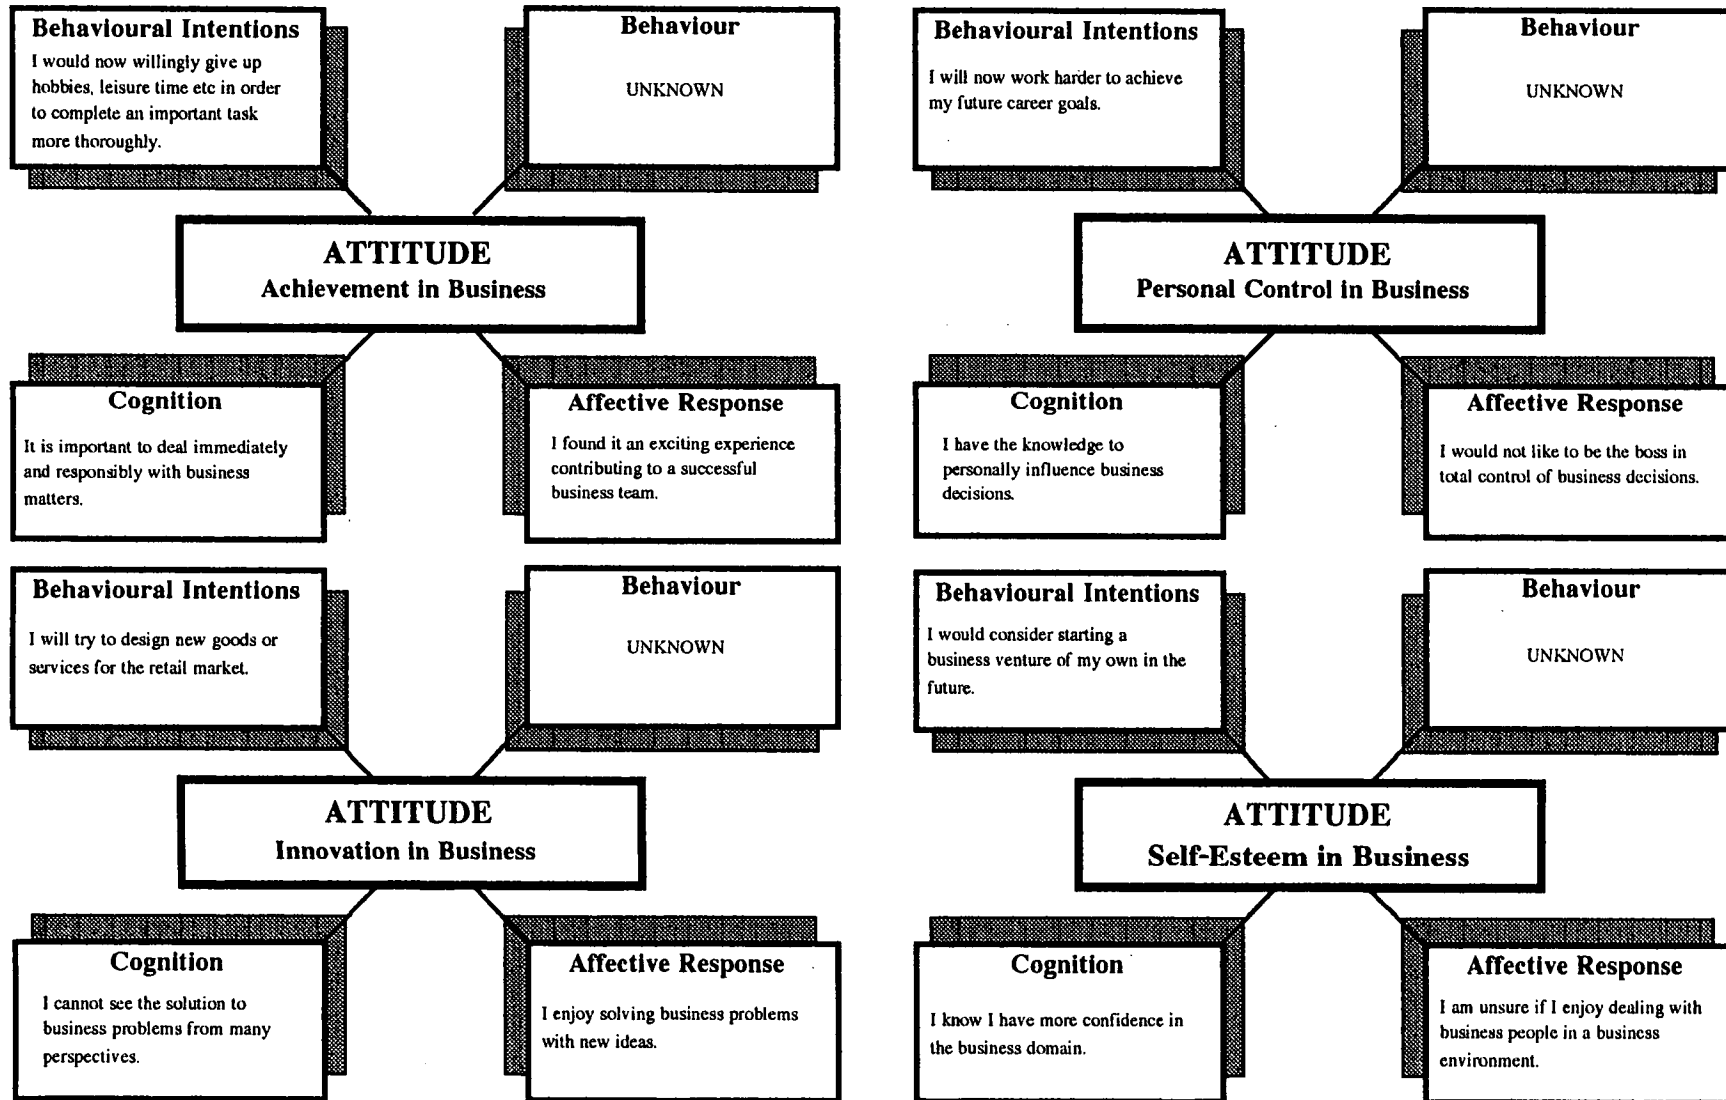 Behavioural Intentions
I would now willingly give up
hobbies, leisure time etc in order
to complete an important task
more thoroughly.
Behaviour
UNKNOWN
ATTITUDE
Achievement in Business
Cognition
It is important to deal immediately
and responsibly with business
matters.
Affective Response
I found it an exciting experience
contributing to a successful
business team.
Behavioural Intentions
I will now work harder to achieve
my future career goals.
Behaviour
UNKNOWN
ATTITUDE
Personal Control in Business
Cognition
I have the knowledge to
personally influence business
decisions.
Affective Response
I would not like to be the boss in
total control of business decisions.
Behavioural Intentions
I will try to design new goods or
services for the retail market.
Behaviour
UNKNOWN
ATTITUDE
Innovation in Business
Cognition
I cannot see the solution to
business problems from many
perspectives.
Affective Response
I enjoy solving business problems
with new ideas.
Behavioural Intentions
I would consider starting a
business venture of my own in the
future.
Behaviour
UNKNOWN
ATTITUDE
Self-Esteem in Business
Cognition
I know I have more confidence in
the business domain.
Affective Response
I am unsure if I enjoy dealing with
business people in a business
environment.